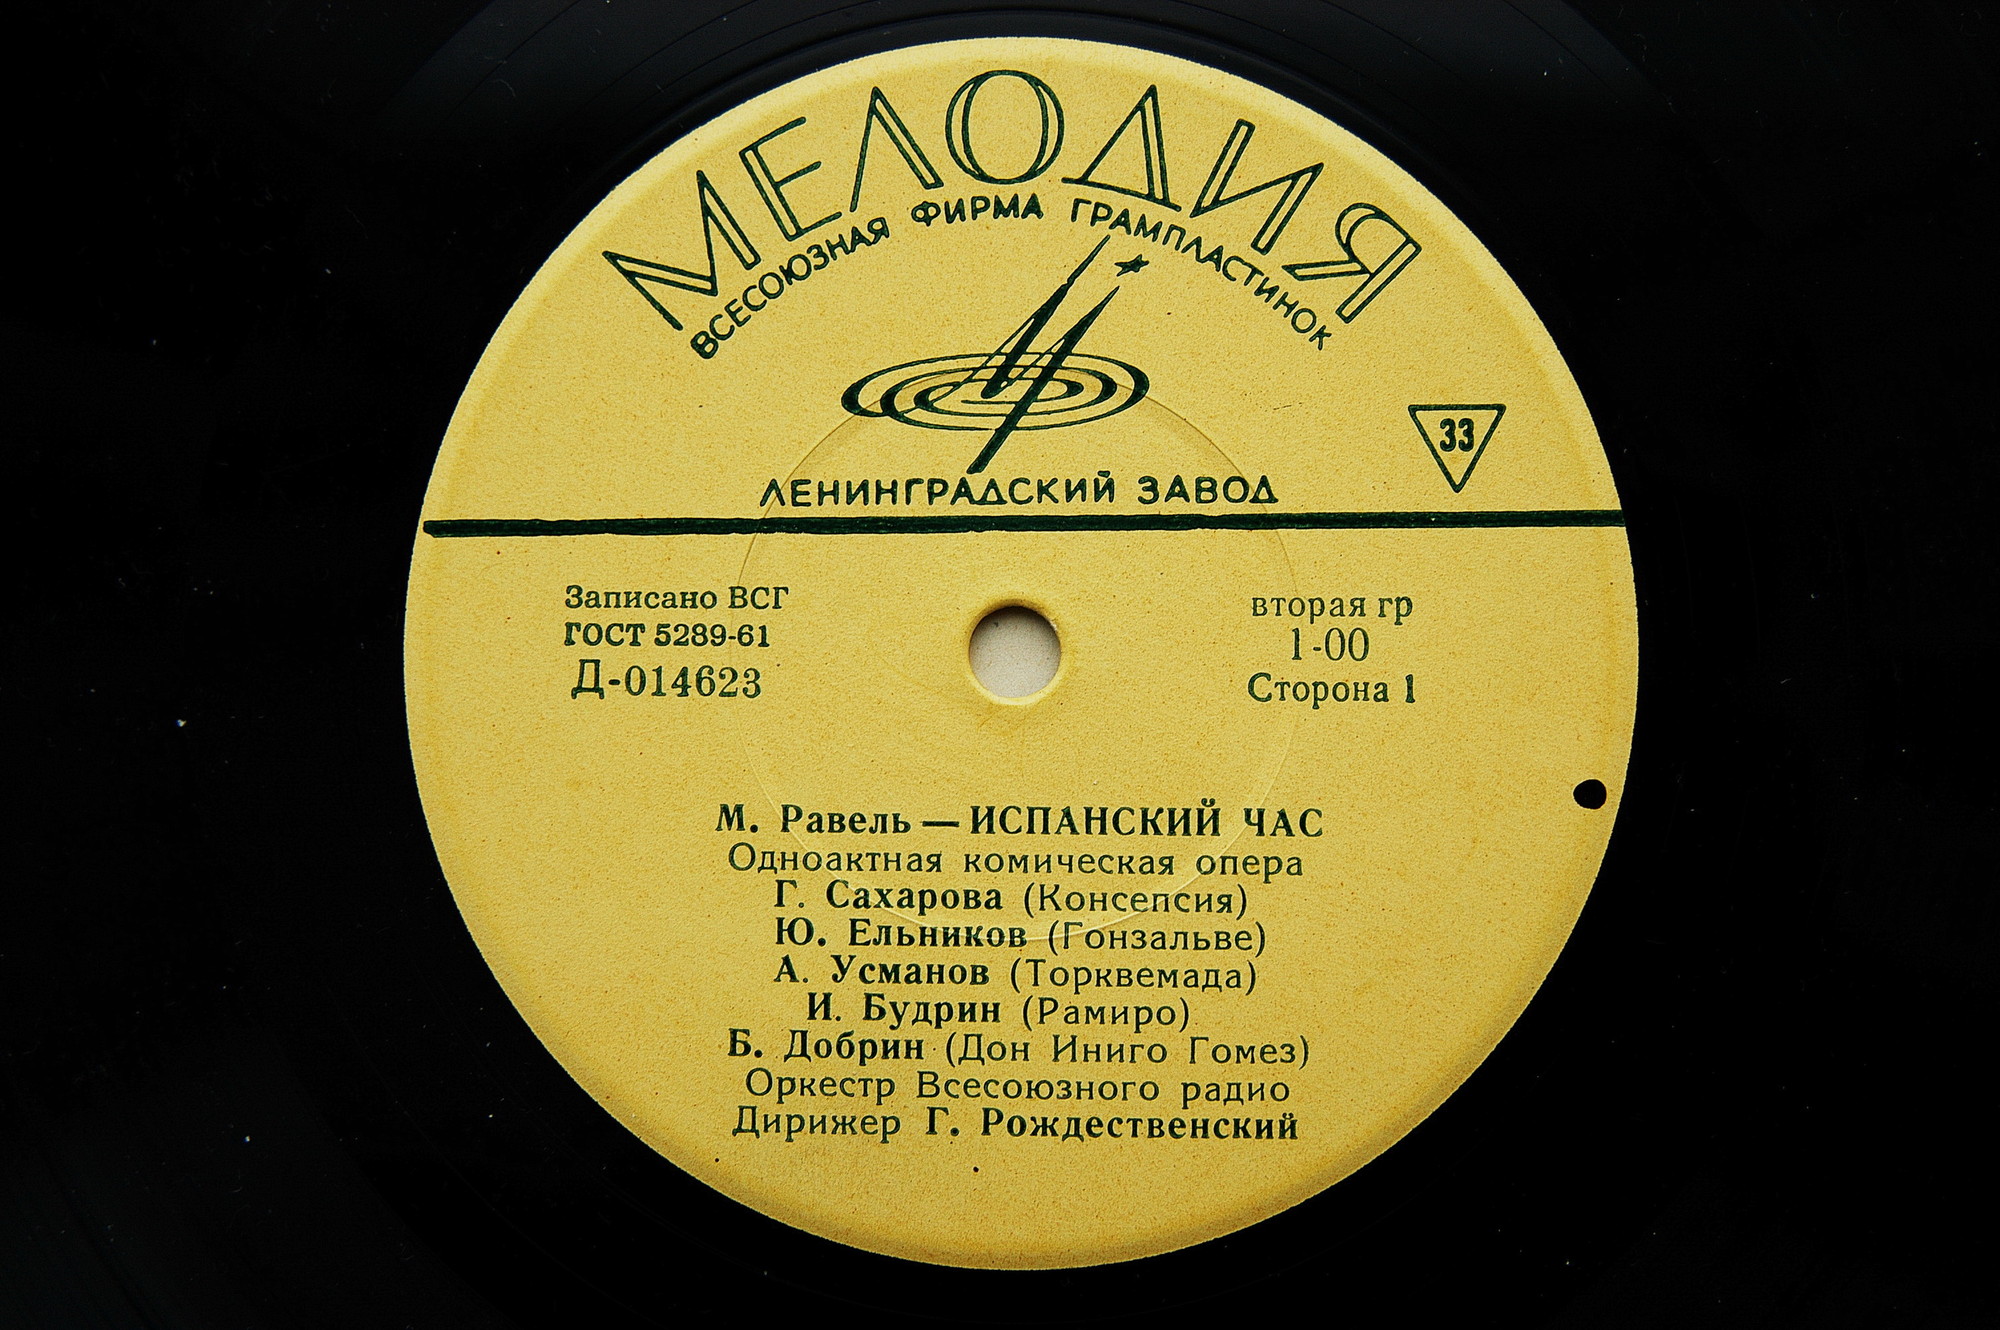 МЕЛОДИЯ
ВСЕСОЮЗНАЯ ФИРМА ГРАМПЛАСТИНОК
33
ЛЕНИНГРАДСКИЙ ЗАВОД
Записано ВСГ
ГОСТ 5289-61
Д-014623
вторая гр
1-00
Сторона 1
М. Равель — ИСПАНСКИЙ ЧАС
Одноактная комическая опера
Г. Сахарова (Консепсия)
Ю. Ельников (Гонзальве)
А. Усманов (Торквемада)
И. Будрин (Рамиро)
Б. Добрин (Дон Иниго Гомез)
Оркестр Всесоюзного радио
Дирижер Г. Рождественский